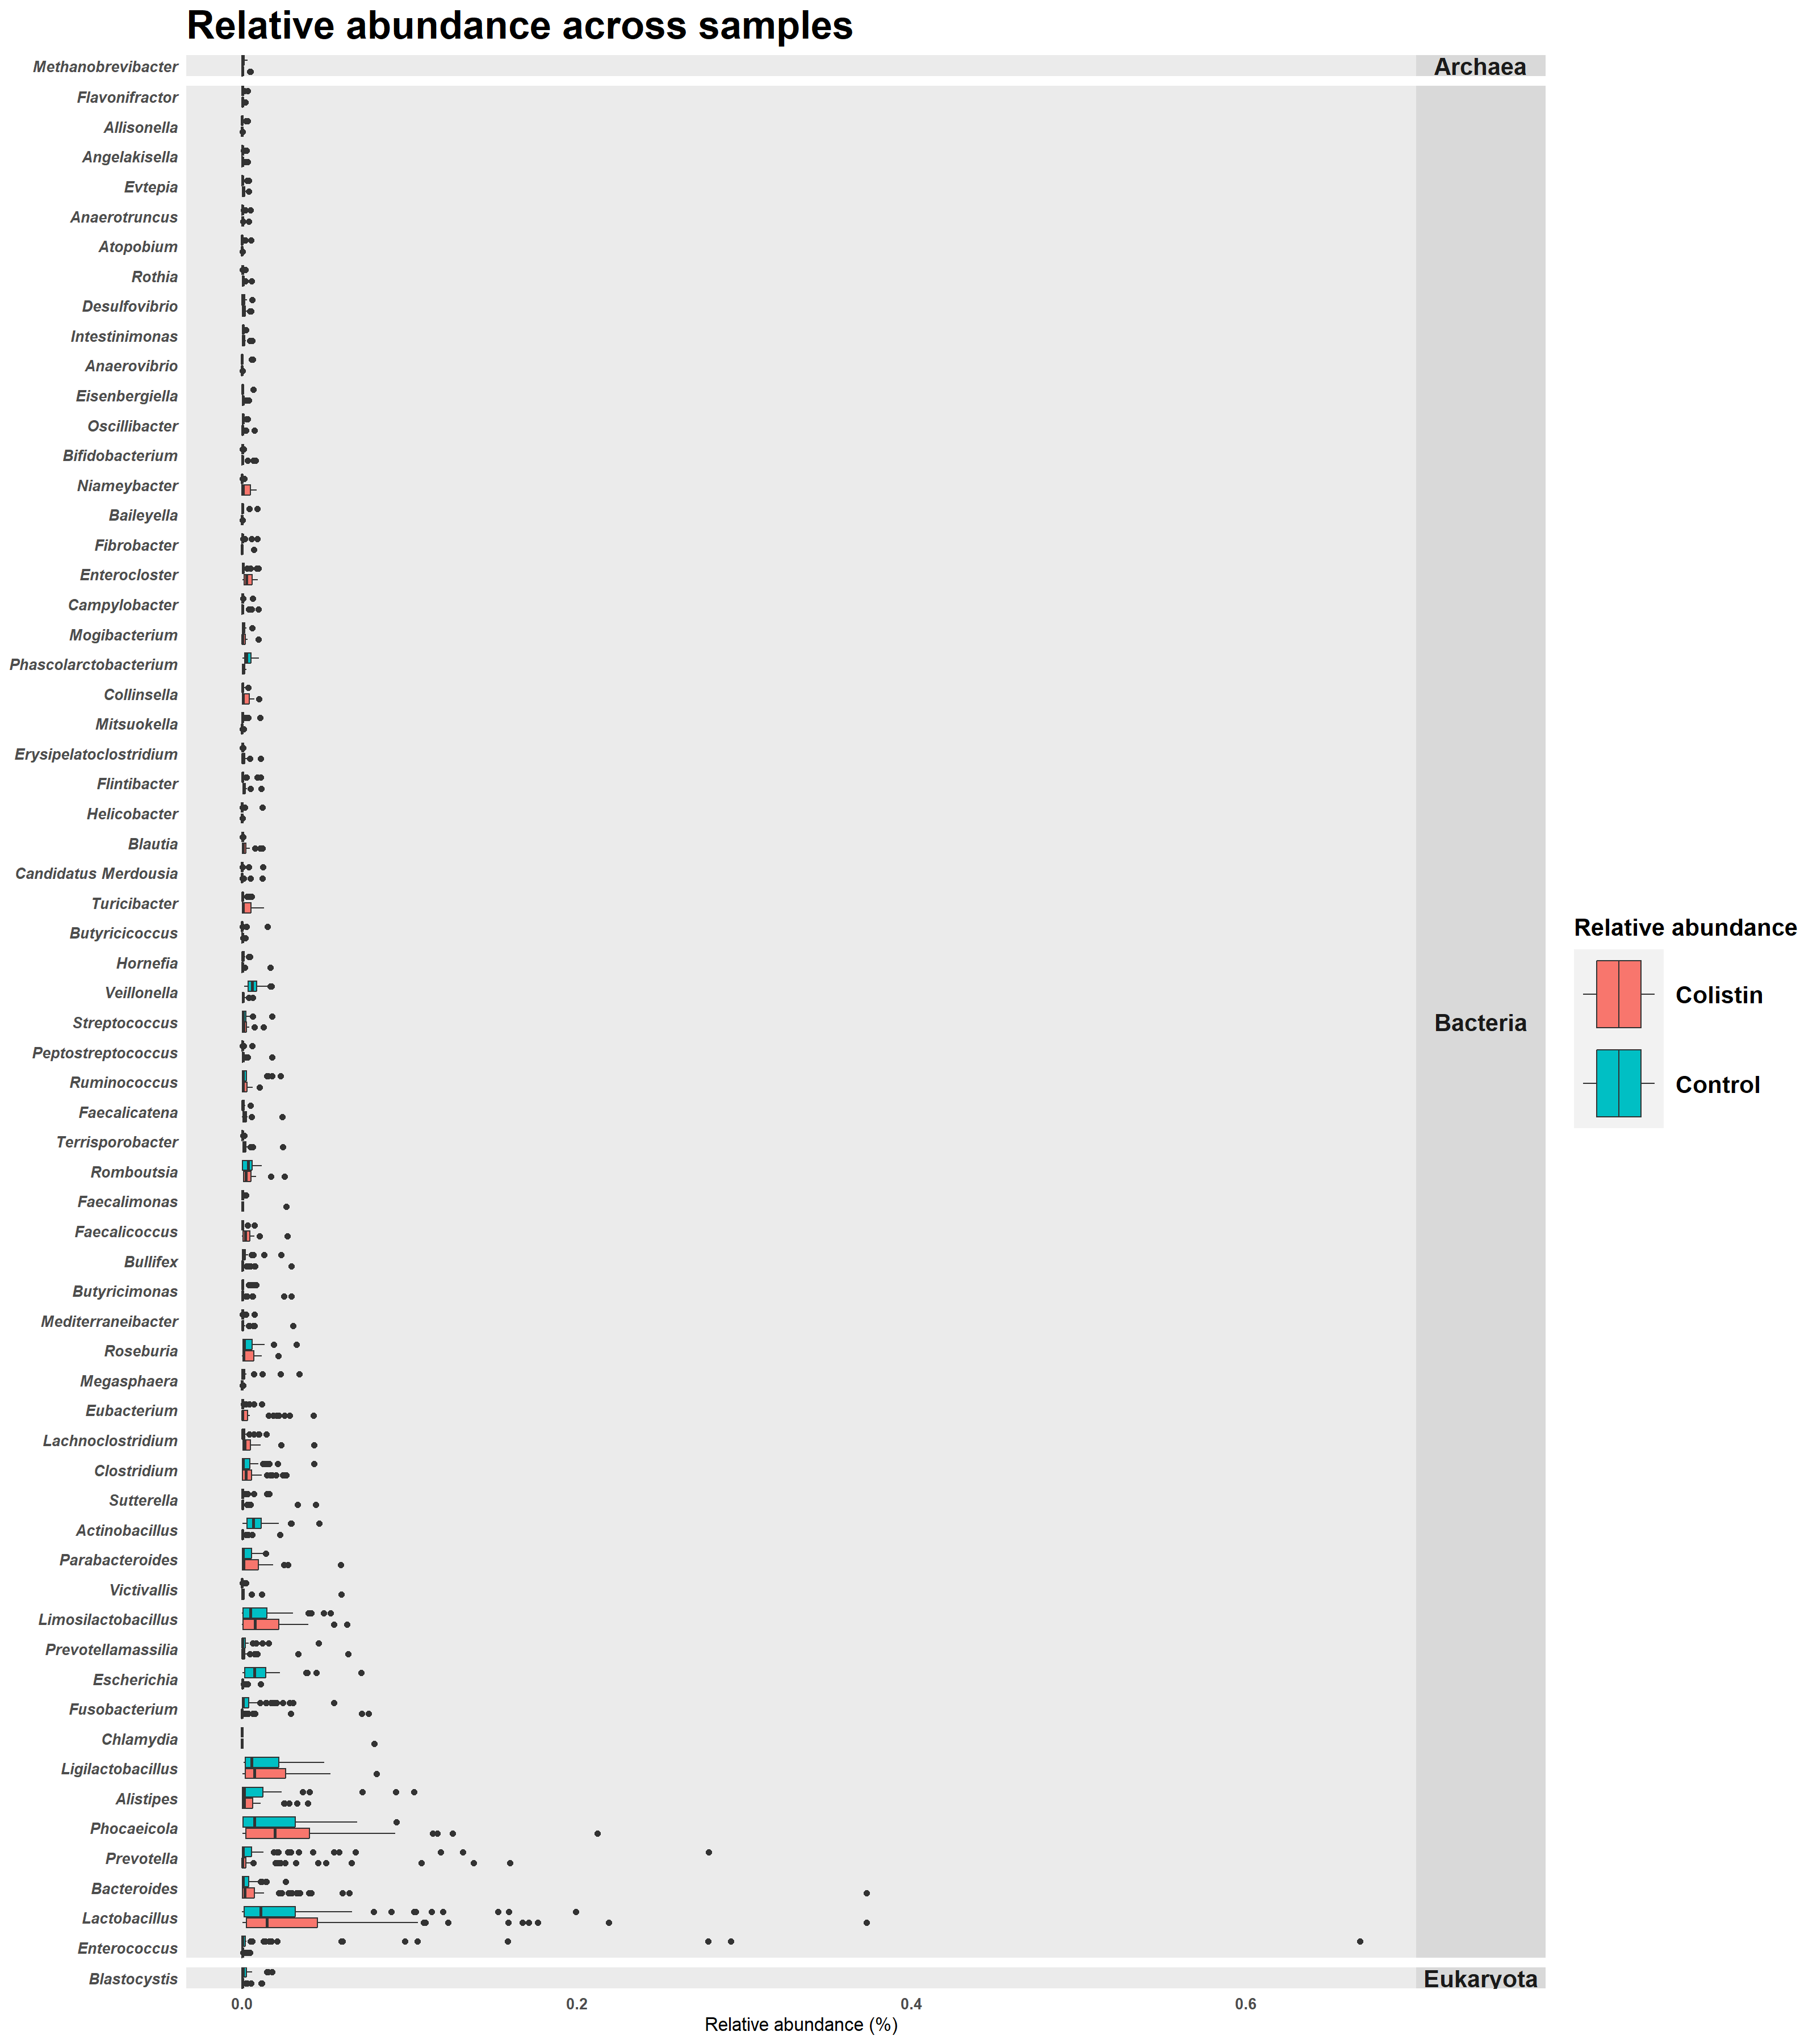 Relative abundance across samples
Methanobrevibacter
Archaea
Flavonifractor
Allisonella
Angelakisella
Evtepia
Anaerotruncus
Atopobium
Rothia
Desulfovibrio
Intestinimonas
Anaerovibrio
Eisenbergiella
Oscillibacter
Bifidobacterium
Niameybacter
Baileyella
Fibrobacter
Enterocloster
Campylobacter
Mogibacterium
Phascolarctobacterium
Collinsella
Mitsuokella
Erysipelatoclostridium
Flintibacter
Helicobacter
Blautia
Candidatus Merdousia
Turicibacter
Butyricicoccus
Hornefia
Veillonella
Streptococcus
Peptostreptococcus
Ruminococcus
Faecalicatena
Terrisporobacter
Romboutsia
Faecalimonas
Faecalicoccus
Bullifex
Butyricimonas
Mediterraneibacter
Roseburia
Megasphaera
Eubacterium
Lachnoclostridium
Clostridium
Sutterella
Actinobacillus
Parabacteroides
Victivallis
Limosilactobacillus
Prevotellamassilia
Escherichia
Fusobacterium
Chlamydia
Ligilactobacillus
Alistipes
Phocaeicola
Prevotella
Bacteroides
Lactobacillus
Enterococcus
Bacteria
Blastocystis
Eukaryota
0.0 0.2 0.4 0.6
Relative abundance (%)
Relative abundance
Colistin
Control